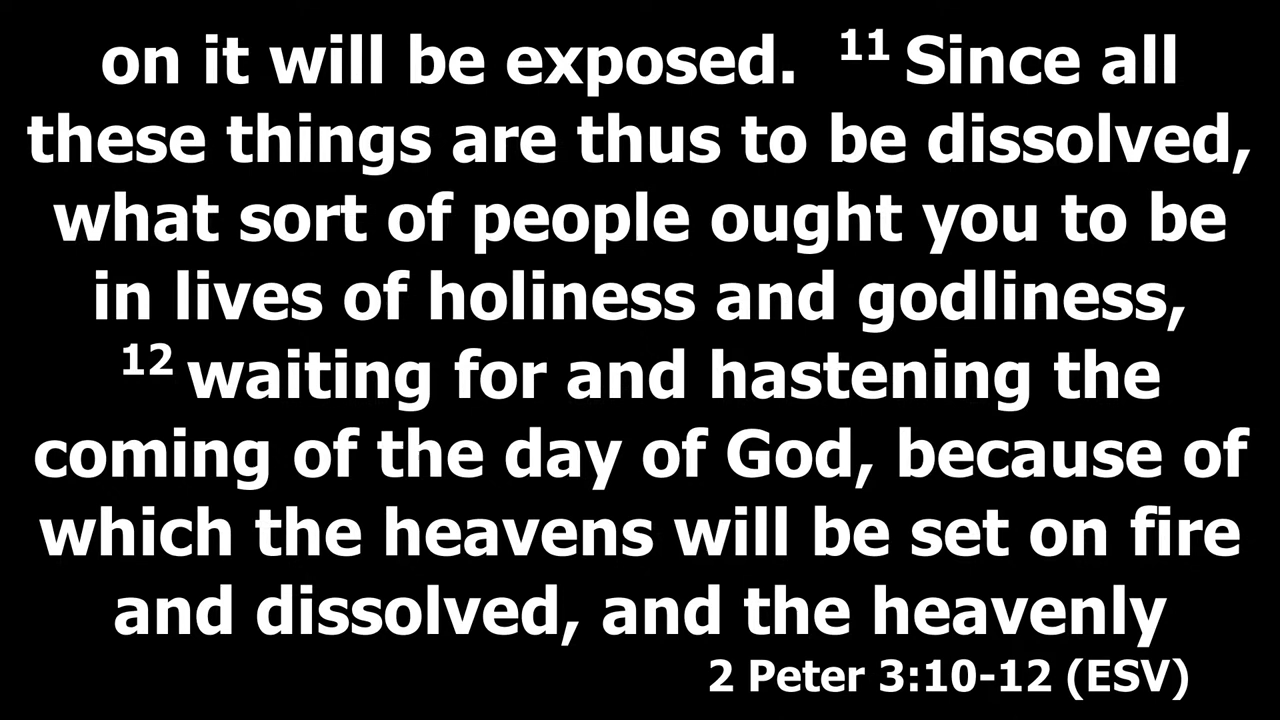 on it will be exposed. 11 Since all
these things are thus to be dissolved,
what sort of people ought you to be
in lives of holiness and godliness,
12 waiting for and hastening the
coming of the day of God, because of
which the heavens will be set on fire
and dissolved, and the heavenly
2 Peter 3:10-12 (ESV)